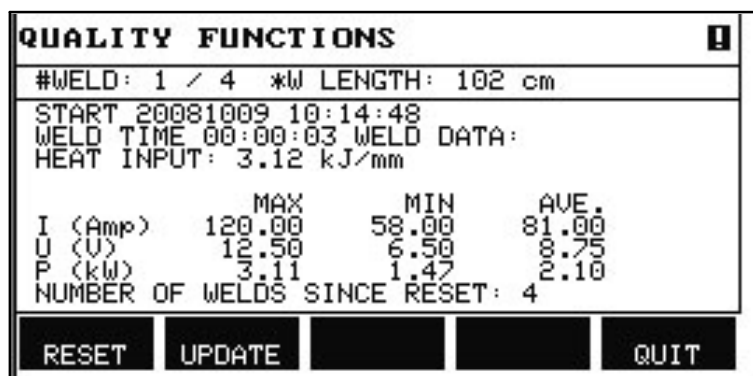 QUALITY FUNCTIONS !
#WELD: 1 / 4 *W LENGTH: 102 cm
START 20081009 10:14:48
WELD TIME 00:00:03 WELD DATA:
HEAT INPUT: 3.12 kJ/mm
MAX MIN AVE.
I (Amp) 120.00 58.00 81.00
U (V) 12.50 6.50 8.75
P (kW) 3.11 1.47 2.10
NUMBER OF WELDS SINCE RESET: 4
RESET UPDATE QUIT